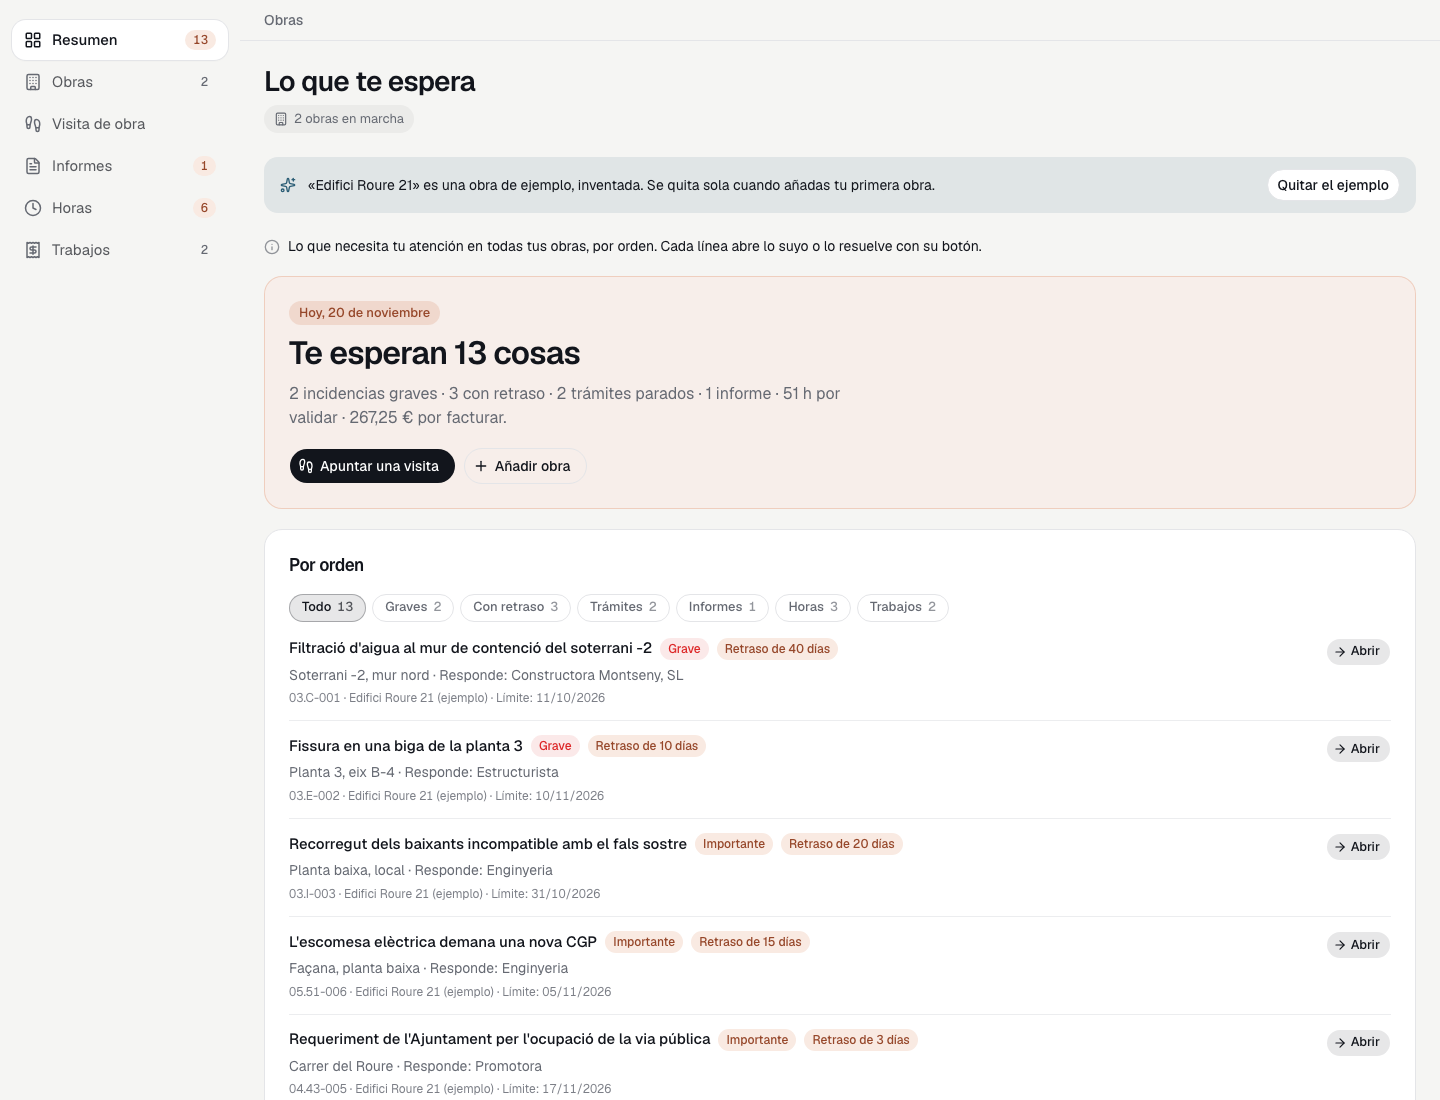 Resumen 13
Obras 2
Visita de obra
Informes 1
Horas 6
Trabajos 2
Obras
Lo que te espera
2 obras en marcha
«Edifici Roure 21» es una obra de ejemplo, inventada. Se quita sola cuando añadas tu primera obra.
Quitar el ejemplo
Lo que necesita tu atención en todas tus obras, por orden. Cada línea abre lo suyo o lo resuelve con su botón.
Hoy, 20 de noviembre
Te esperan 13 cosas
2 incidencias graves · 3 con retraso · 2 trámites parados · 1 informe · 51 h por
validar · 267,25 € por facturar.
Apuntar una visita
Añadir obra
Por orden
Todo 13 Graves 2 Con retraso 3 Trámites 2 Informes 1 Horas 3 Trabajos 2
Filtració d'aigua al mur de contenció del soterrani -2 Grave Retraso de 40 días Abrir
Soterrani -2, mur nord · Responde: Constructora Montseny, SL
03.C-001 · Edifici Roure 21 (ejemplo) · Límite: 11/10/2026
Fissura en una biga de la planta 3 Grave Retraso de 10 días Abrir
Planta 3, eix B-4 · Responde: Estructurista
03.E-002 · Edifici Roure 21 (ejemplo) · Límite: 10/11/2026
Recorregut dels baixants incompatible amb el fals sostre Importante Retraso de 20 días Abrir
Planta baixa, local · Responde: Enginyeria
03.I-003 · Edifici Roure 21 (ejemplo) · Límite: 31/10/2026
L'escomesa elèctrica demana una nova CGP Importante Retraso de 15 días Abrir
Façana, planta baixa · Responde: Enginyeria
05.51-006 · Edifici Roure 21 (ejemplo) · Límite: 05/11/2026
Requeriment de l'Ajuntament per l'ocupació de la via pública Importante Retraso de 3 días Abrir
Carrer del Roure · Responde: Promotora
04.43-005 · Edifici Roure 21 (ejemplo) · Límite: 17/11/2026